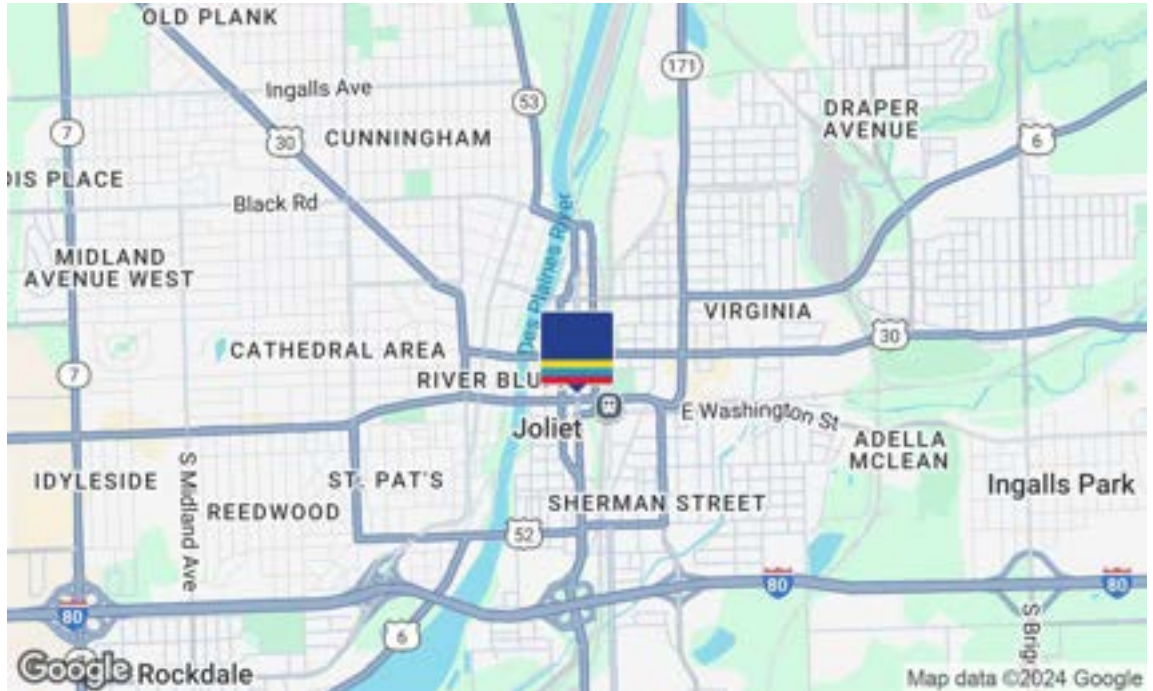 OLD PLANK
171
Ingalls Ave
53
DRAPER
AVENUE
7
30
CUNNINGHAM
6
OIS PLACE
Black Rd
Des Plaines River
MIDLAND
AVENUE WEST
VIRGINIA
30
CATHEDRAL AREA
7
RIVER BLU
E Washington St
Joliet
ADELLA
MCLEAN
IDYLESIDE
S Midland Ave
ST. PAT'S
Ingalls Park
REEDWOOD
SHERMAN STREET
52
80
80
80
6
S Brig
Google
Rockdale
Map data ©2024 Google